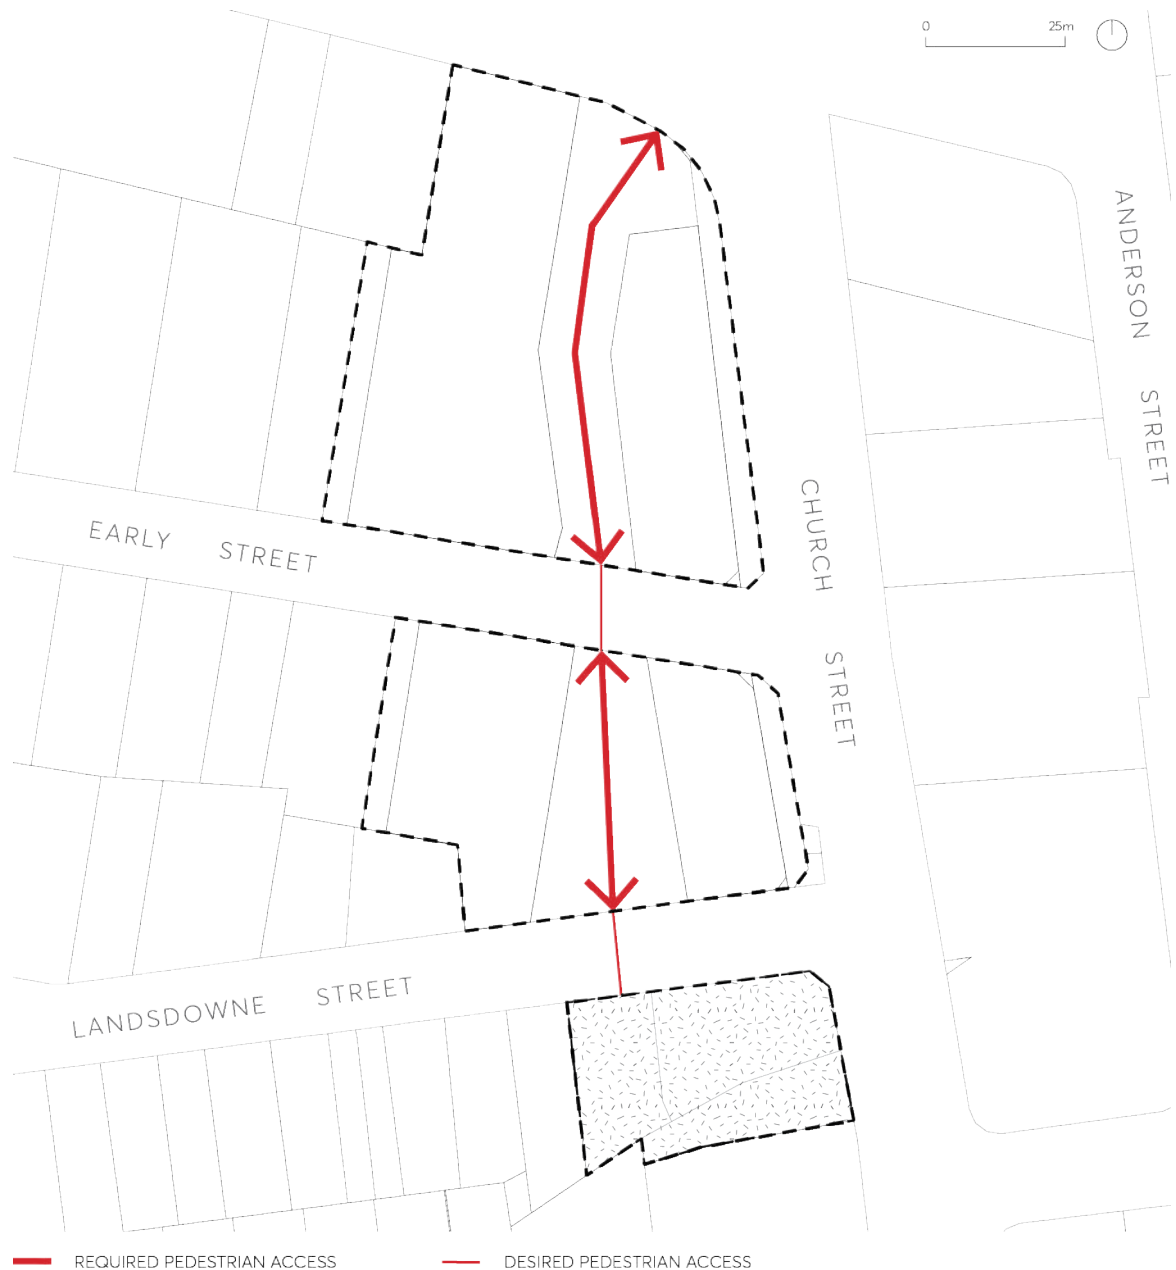 0 25m
ANDERSON STREET
CHURCH STREET
EARLY STREET
LANDSDOWNE STREET
REQUIRED PEDESTRIAN ACCESS
DESIRED PEDESTRIAN ACCESS